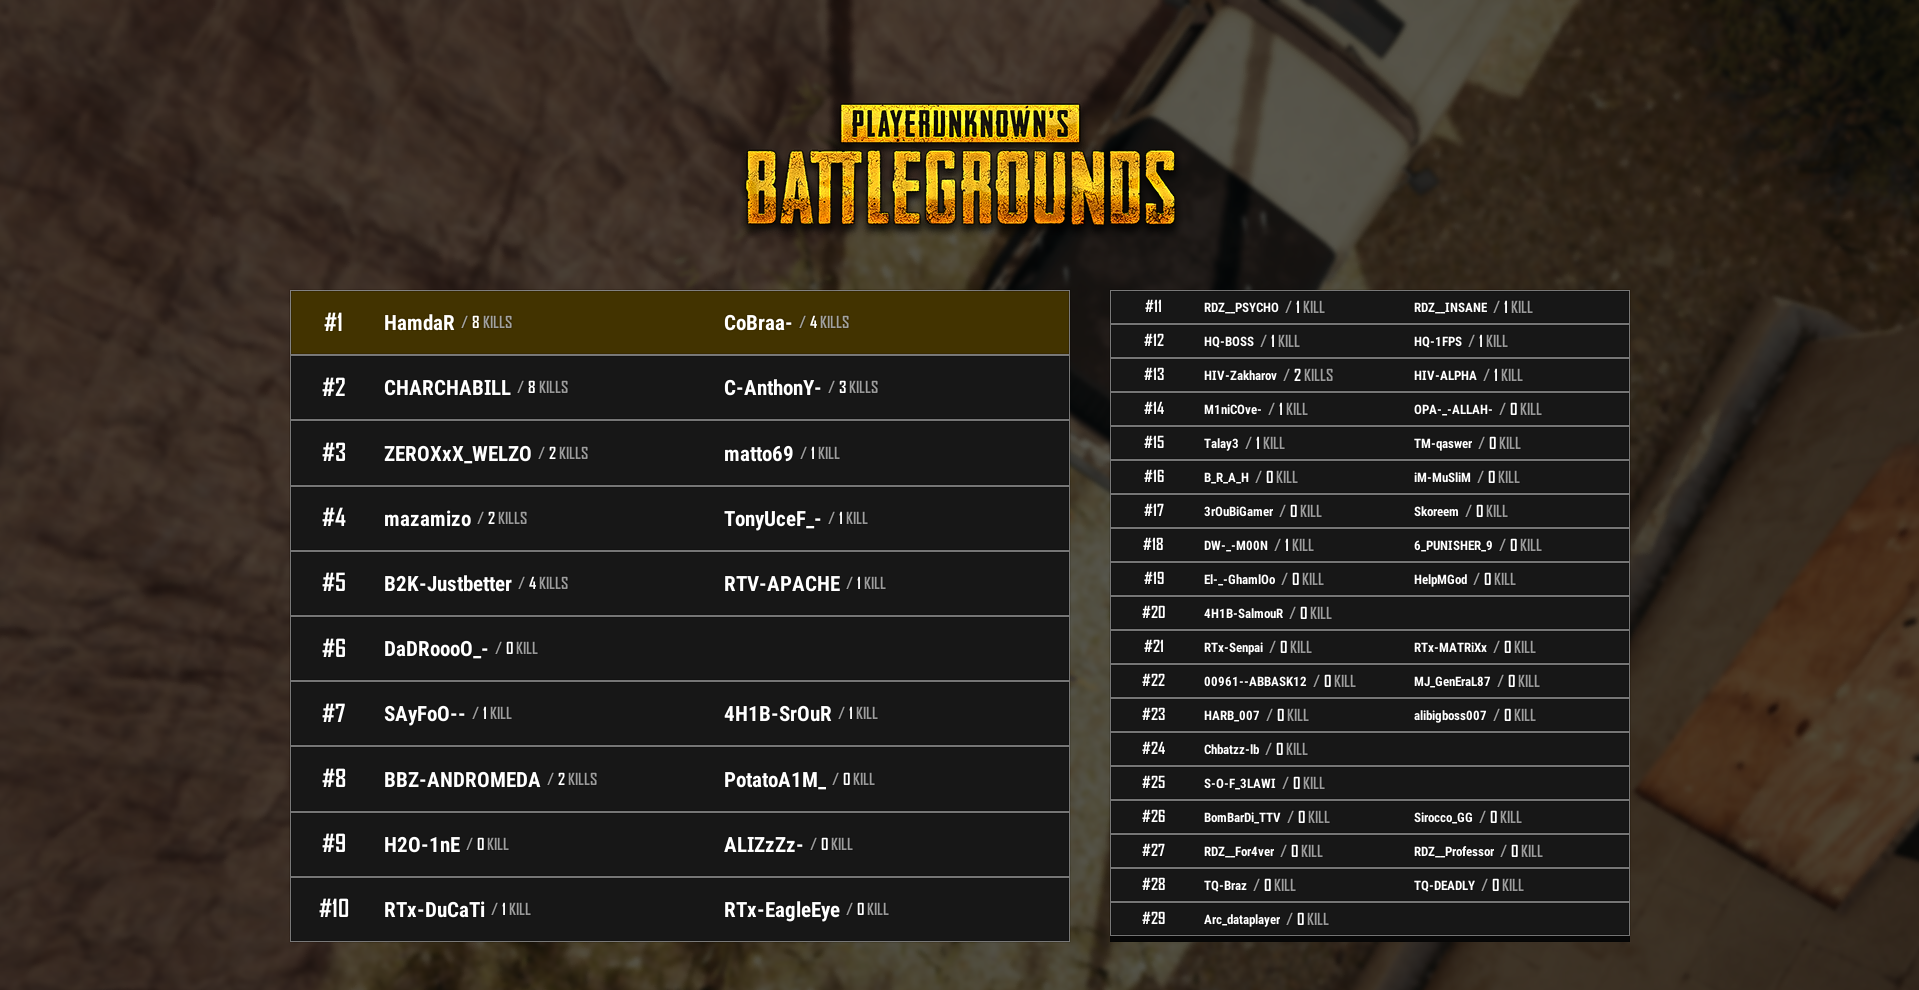 PLAYERUNKNOWN'S
BATTLEGROUNDS
#1 HamdaR / 8 KILLS CoBraa- / 4 KILLS
#2 CHARCHABILL / 8 KILLS C-AnthonY- / 3 KILLS
#3 ZEROXxX_WELZO / 2 KILLS matto69 / 1 KILL
#4 mazamizo / 2 KILLS TonyUceF_- / 1 KILL
#5 B2K-Justbetter / 4 KILLS RTV-APACHE / 1 KILL
#6 DaDRoooO_- / 0 KILL
#7 SAyFoO-- / 1 KILL 4H1B-SrOuR / 1 KILL
#8 BBZ-ANDROMEDA / 2 KILLS PotatoA1M_ / 0 KILL
#9 H2O-1nE / 0 KILL ALIZzZz- / 0 KILL
#10 RTx-DuCaTi / 1 KILL RTx-EagleEye / 0 KILL
#11 RDZ__PSYCHO / 1 KILL RDZ__INSANE / 1 KILL
#12 HQ-BOSS / 1 KILL HQ-1FPS / 1 KILL
#13 HIV-Zakharov / 2 KILLS HIV-ALPHA / 1 KILL
#14 M1niCOve- / 1 KILL OPA-_-ALLAH- / 0 KILL
#15 Talay3 / 1 KILL TM-qaswer / 0 KILL
#16 B_R_A_H / 0 KILL iM-MuSliM / 0 KILL
#17 3rOuBiGamer / 0 KILL Skoreem / 0 KILL
#18 DW-_-M00N / 1 KILL 6_PUNISHER_9 / 0 KILL
#19 El-_-GhamlOo / 0 KILL HelpMGod / 0 KILL
#20 4H1B-SalmouR / 0 KILL
#21 RTx-Senpai / 0 KILL RTx-MATRiXx / 0 KILL
#22 00961--ABBASK12 / 0 KILL MJ_GenEraL87 / 0 KILL
#23 HARB_007 / 0 KILL alibigboss007 / 0 KILL
#24 Chbatzz-lb / 0 KILL
#25 S-O-F_3LAWI / 0 KILL
#26 BomBarDi_TTV / 0 KILL Sirocco_GG / 0 KILL
#27 RDZ__For4ver / 0 KILL RDZ__Professor / 0 KILL
#28 TQ-Braz / 0 KILL TQ-DEADLY / 0 KILL
#29 Arc_dataplayer / 0 KILL